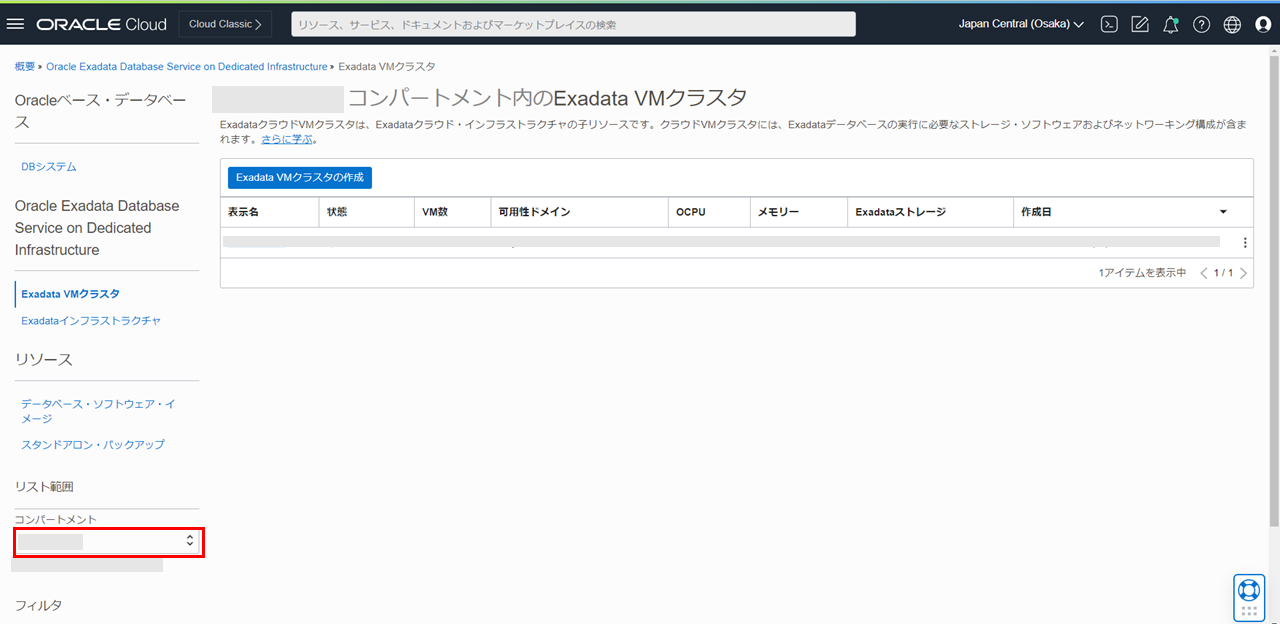 ORACLE Cloud
Cloud Classic
リソース、サービス、ドキュメントおよびマーケットプレイスの検索
Japan Central (Osaka)
概要 » Oracle Exadata Database Service on Dedicated Infrastructure » Exadata VMクラスタ
Oracleベース・データベー
ス
DBシステム
Oracle Exadata Database
Service on Dedicated
Infrastructure
Exadata VMクラスタ
Exadataインフラストラクチャ
リソース
データベース・ソフトウェア・イ
メージ
スタンドアロン・バックアップ
リスト範囲
コンパートメント
フィルタ
コンパートメント内のExadata VMクラスタ
ExadataクラウドVMクラスタは、Exadataクラウド・インフラストラクチャの子リソースです。クラウドVMクラスタには、Exadataデータベースの実行に必要なストレージ・ソフトウェアおよびネットワーキング構成が含ま
れます。さらに学ぶ。
Exadata VMクラスタの作成
表示名 状態 VM数 可用性ドメイン OCPU メモリー Exadataストレージ 作成日
1アイテムを表示中 1 / 1